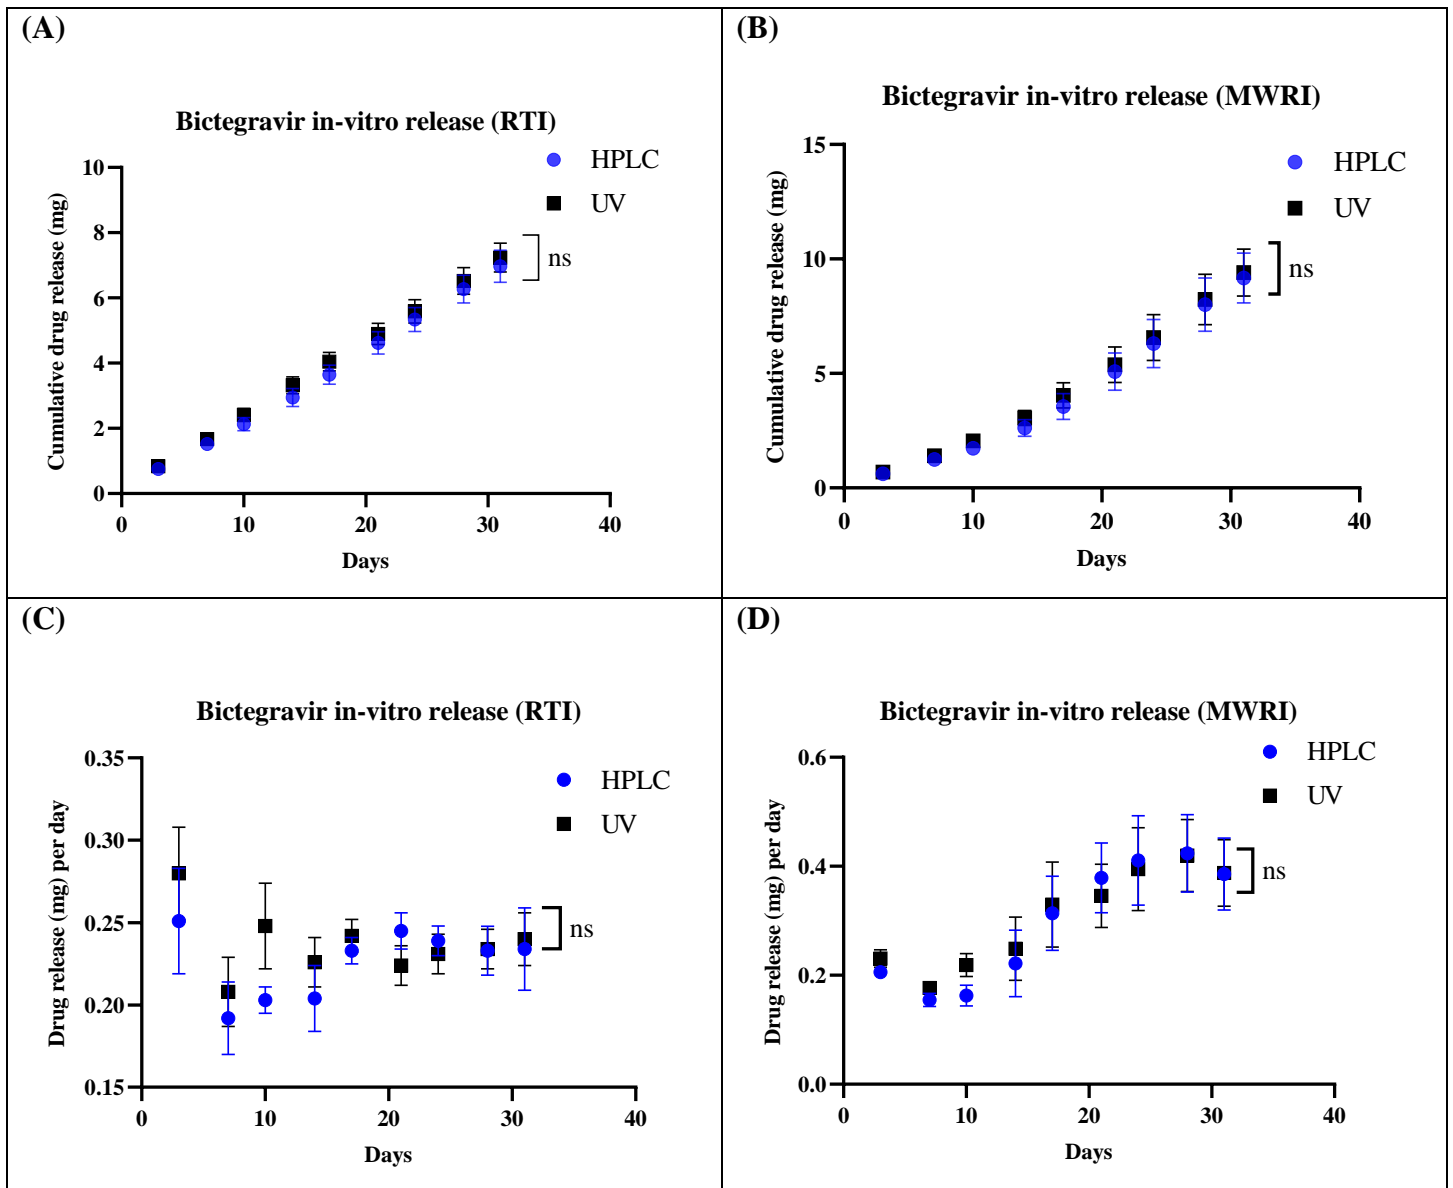 (A)
Bictegravir in-vitro release (RTI)
HPLC
UV
ns
Cumulative drug release (mg)
10
8
6
4
2
0
0 10 20 30 40
Days
(B)
Bictegravir in-vitro release (MWRI)
HPLC
UV
ns
Cumulative drug release (mg)
15
10
5
0
0 10 20 30 40
Days
(C)
Bictegravir in-vitro release (RTI)
HPLC
UV
ns
Drug release (mg) per day
0.35
0.30
0.25
0.20
0.15
0 10 20 30 40
Days
(D)
Bictegravir in-vitro release (MWRI)
HPLC
UV
ns
Drug release (mg) per day
0.6
0.4
0.2
0.0
0 10 20 30 40
Days